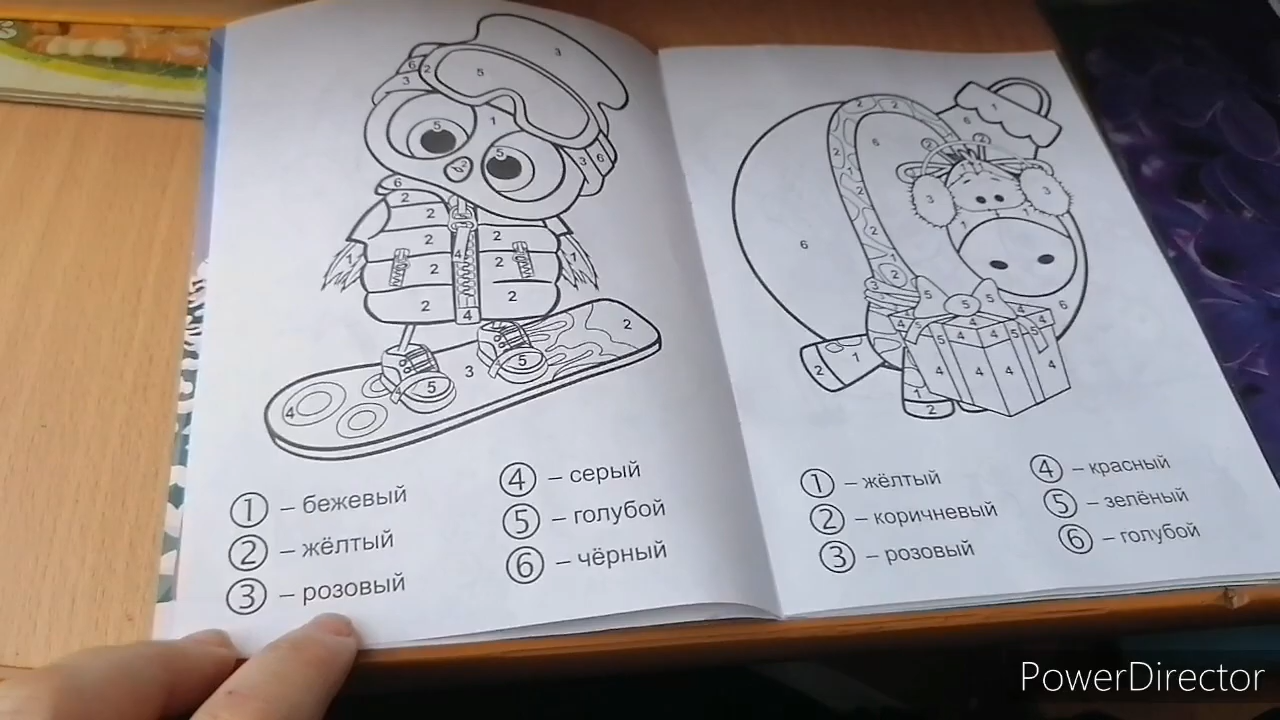 ① – бежевый
② – жёлтый
③ – розовый
④ – серый
⑤ – голубой
⑥ – чёрный
① – жёлтый
② – коричневый
③ – розовый
④ – красный
⑤ – зелёный
⑥ – голубой
PowerDirector